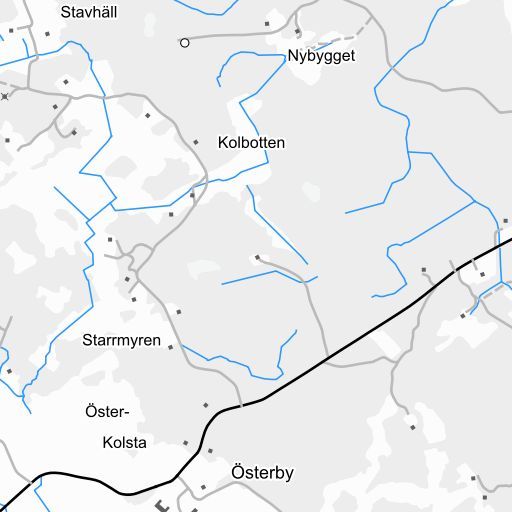 Stavhäll
Nybygget
Kolbotten
Starrmyren
Öster-
Kolsta
Österby